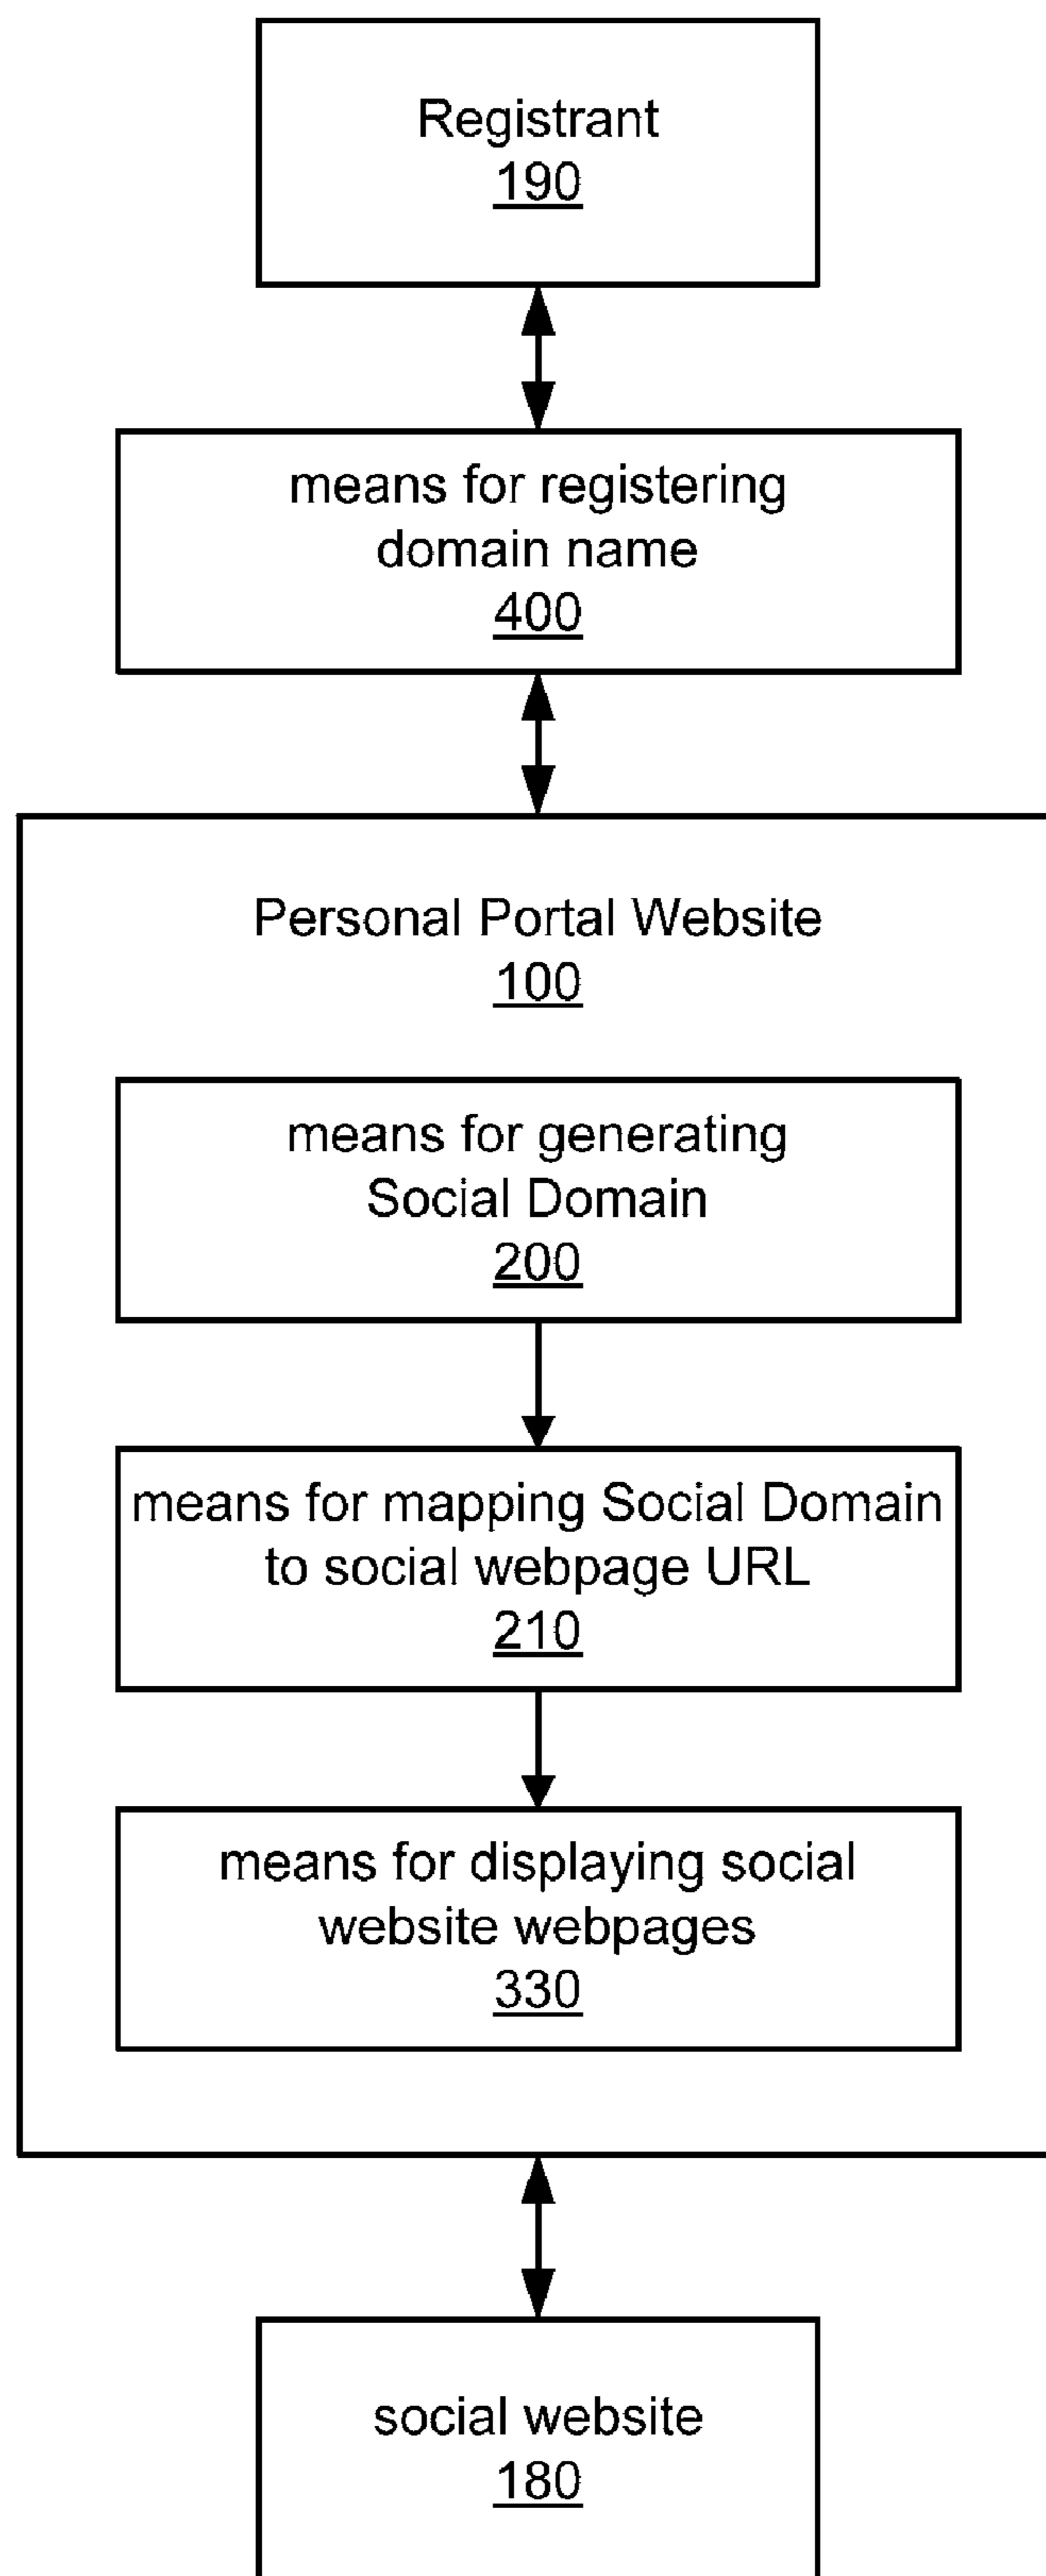 Registrant
190
means for registering
domain name
400
Personal Portal Website
100
means for generating
Social Domain
200
means for mapping Social Domain
to social webpage URL
210
means for displaying social
website webpages
330
social website
180